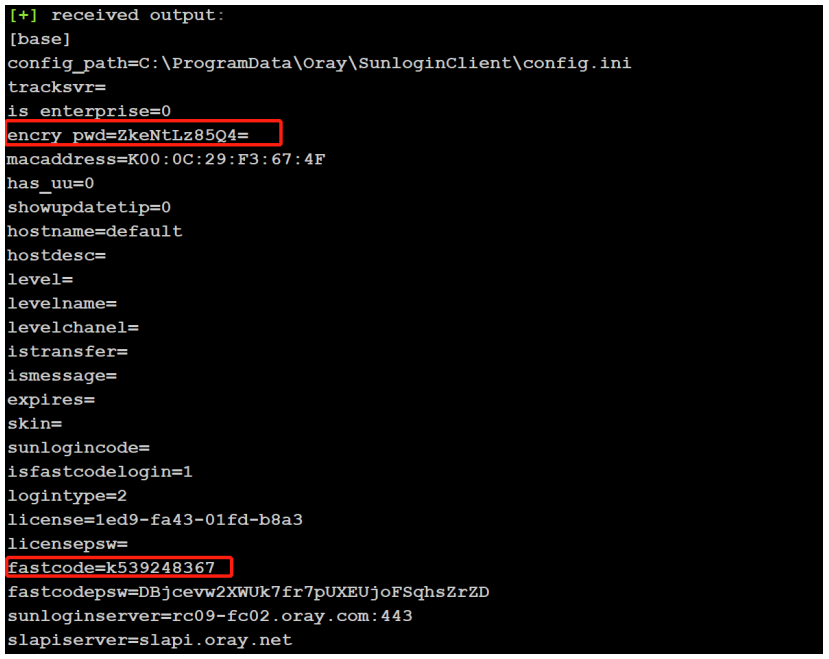 [+] received output:
[base]
config_path=C:\ProgramData\Oray\SunloginClient\config.ini
tracksvr=
is_enterprise=0
encry_pwd=ZkeNtLz85Q4=
macaddress=K00:0C:29:F3:67:4F
has_uu=0
showupdatetip=0
hostname=default
hostdesc=
level=
levelname=
levelchanel=
istransfer=
ismessage=
expires=
skin=
sunlogincode=
isfastcodelogin=1
logintype=2
license=1ed9-fa43-01fd-b8a3
licensepsw=
fastcode=k539248367
fastcodepsw=DBjcevw2XWUk7fr7pUXEUjoFSqhsZrZD
sunloginserver=rc09-fc02.oray.com:443
slapiserver=slapi.oray.net